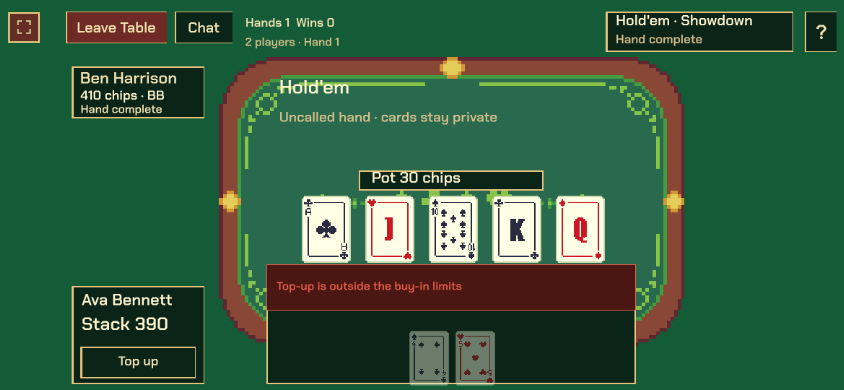 Leave Table
Chat
Hands 1 Wins 0
2 players · Hand 1
Hold'em · Showdown
Hand complete
?
Ben Harrison
410 chips · BB
Hand complete
Hold'em
Uncalled hand · cards stay private
Pot 30 chips
A J 10 K Q
Top-up is outside the buy-in limits
Ava Bennett
Stack 390
Top up